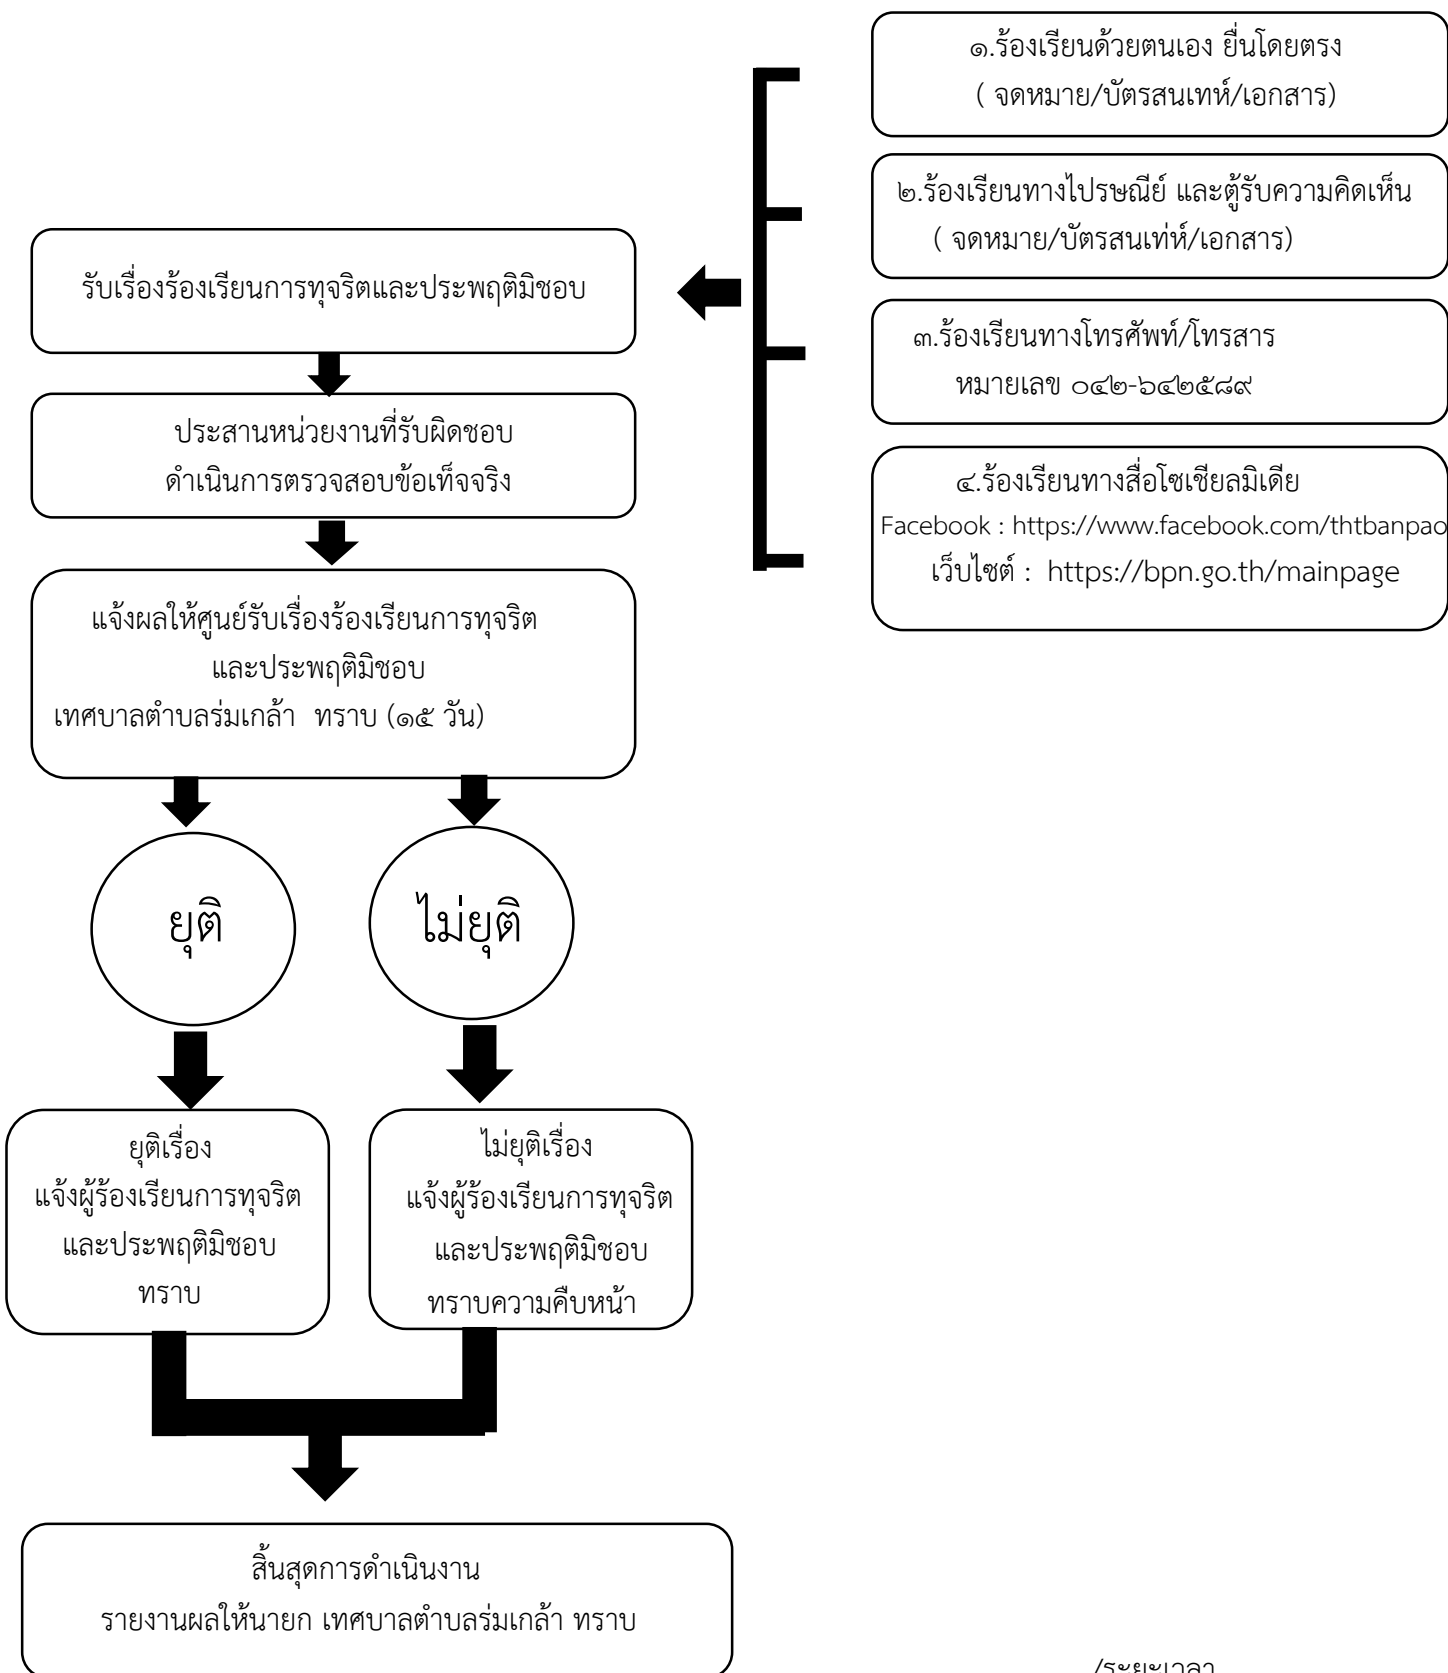 ๑.ร้องเรียนด้วยตนเอง ยื่นโดยตรง
( จดหมาย/บัตรสนเทห์/เอกสาร)
๒.ร้องเรียนทางไปรษณีย์ และตู้รับความคิดเห็น
( จดหมาย/บัตรสนเท่ห์/เอกสาร)
๓.ร้องเรียนทางโทรศัพท์/โทรสาร
หมายเลข ๐๔๒-๖๔๒๕๘๙
๔.ร้องเรียนทางสื่อโซเชียลมิเดีย
Facebook : https://www.facebook.com/thtbanpao
เว็บไซต์ : https://bpn.go.th/mainpage
รับเรื่องร้องเรียนการทุจริตและประพฤติมิชอบ
ประสานหน่วยงานที่รับผิดชอบ
ดำเนินการตรวจสอบข้อเท็จจริง
แจ้งผลให้ศูนย์รับเรื่องร้องเรียนการทุจริต
และประพฤติมิชอบ
เทศบาลตำบลร่มเกล้า ทราบ (๑๕ วัน)
ยุติ
ไม่ยุติ
ยุติเรื่อง
แจ้งผู้ร้องเรียนการทุจริต
และประพฤติมิชอบ
ทราบ
ไม่ยุติเรื่อง
แจ้งผู้ร้องเรียนการทุจริต
และประพฤติมิชอบ
ทราบความคืบหน้า
สิ้นสุดการดำเนินงาน
รายงานผลให้นายก เทศบาลตำบลร่มเกล้า ทราบ
/ระยะเวลา